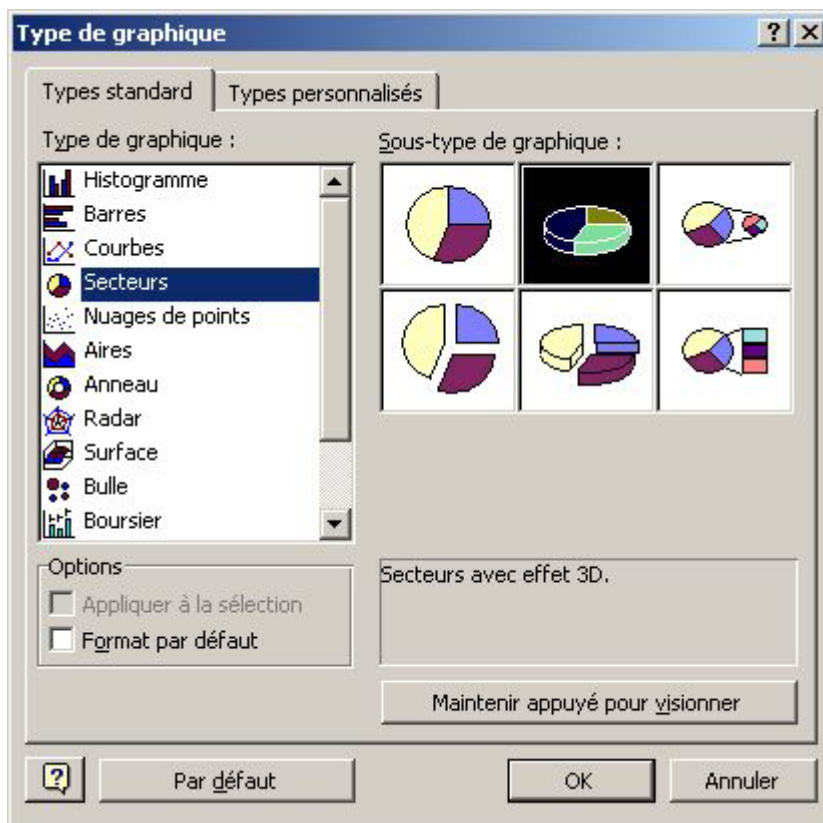 Type de graphique
Types standard
Types personnalisés
Type de graphique :
Histogramme
Barres
Courbes
Secteurs
Nuages de points
Aires
Anneau
Radar
Surface
Bulle
Boursier
Sous-type de graphique :
Options
Appliquer à la sélection
Format par défaut
Secteurs avec effet 3D.
Maintenir appuyé pour visionner
Par défaut
OK
Annuler